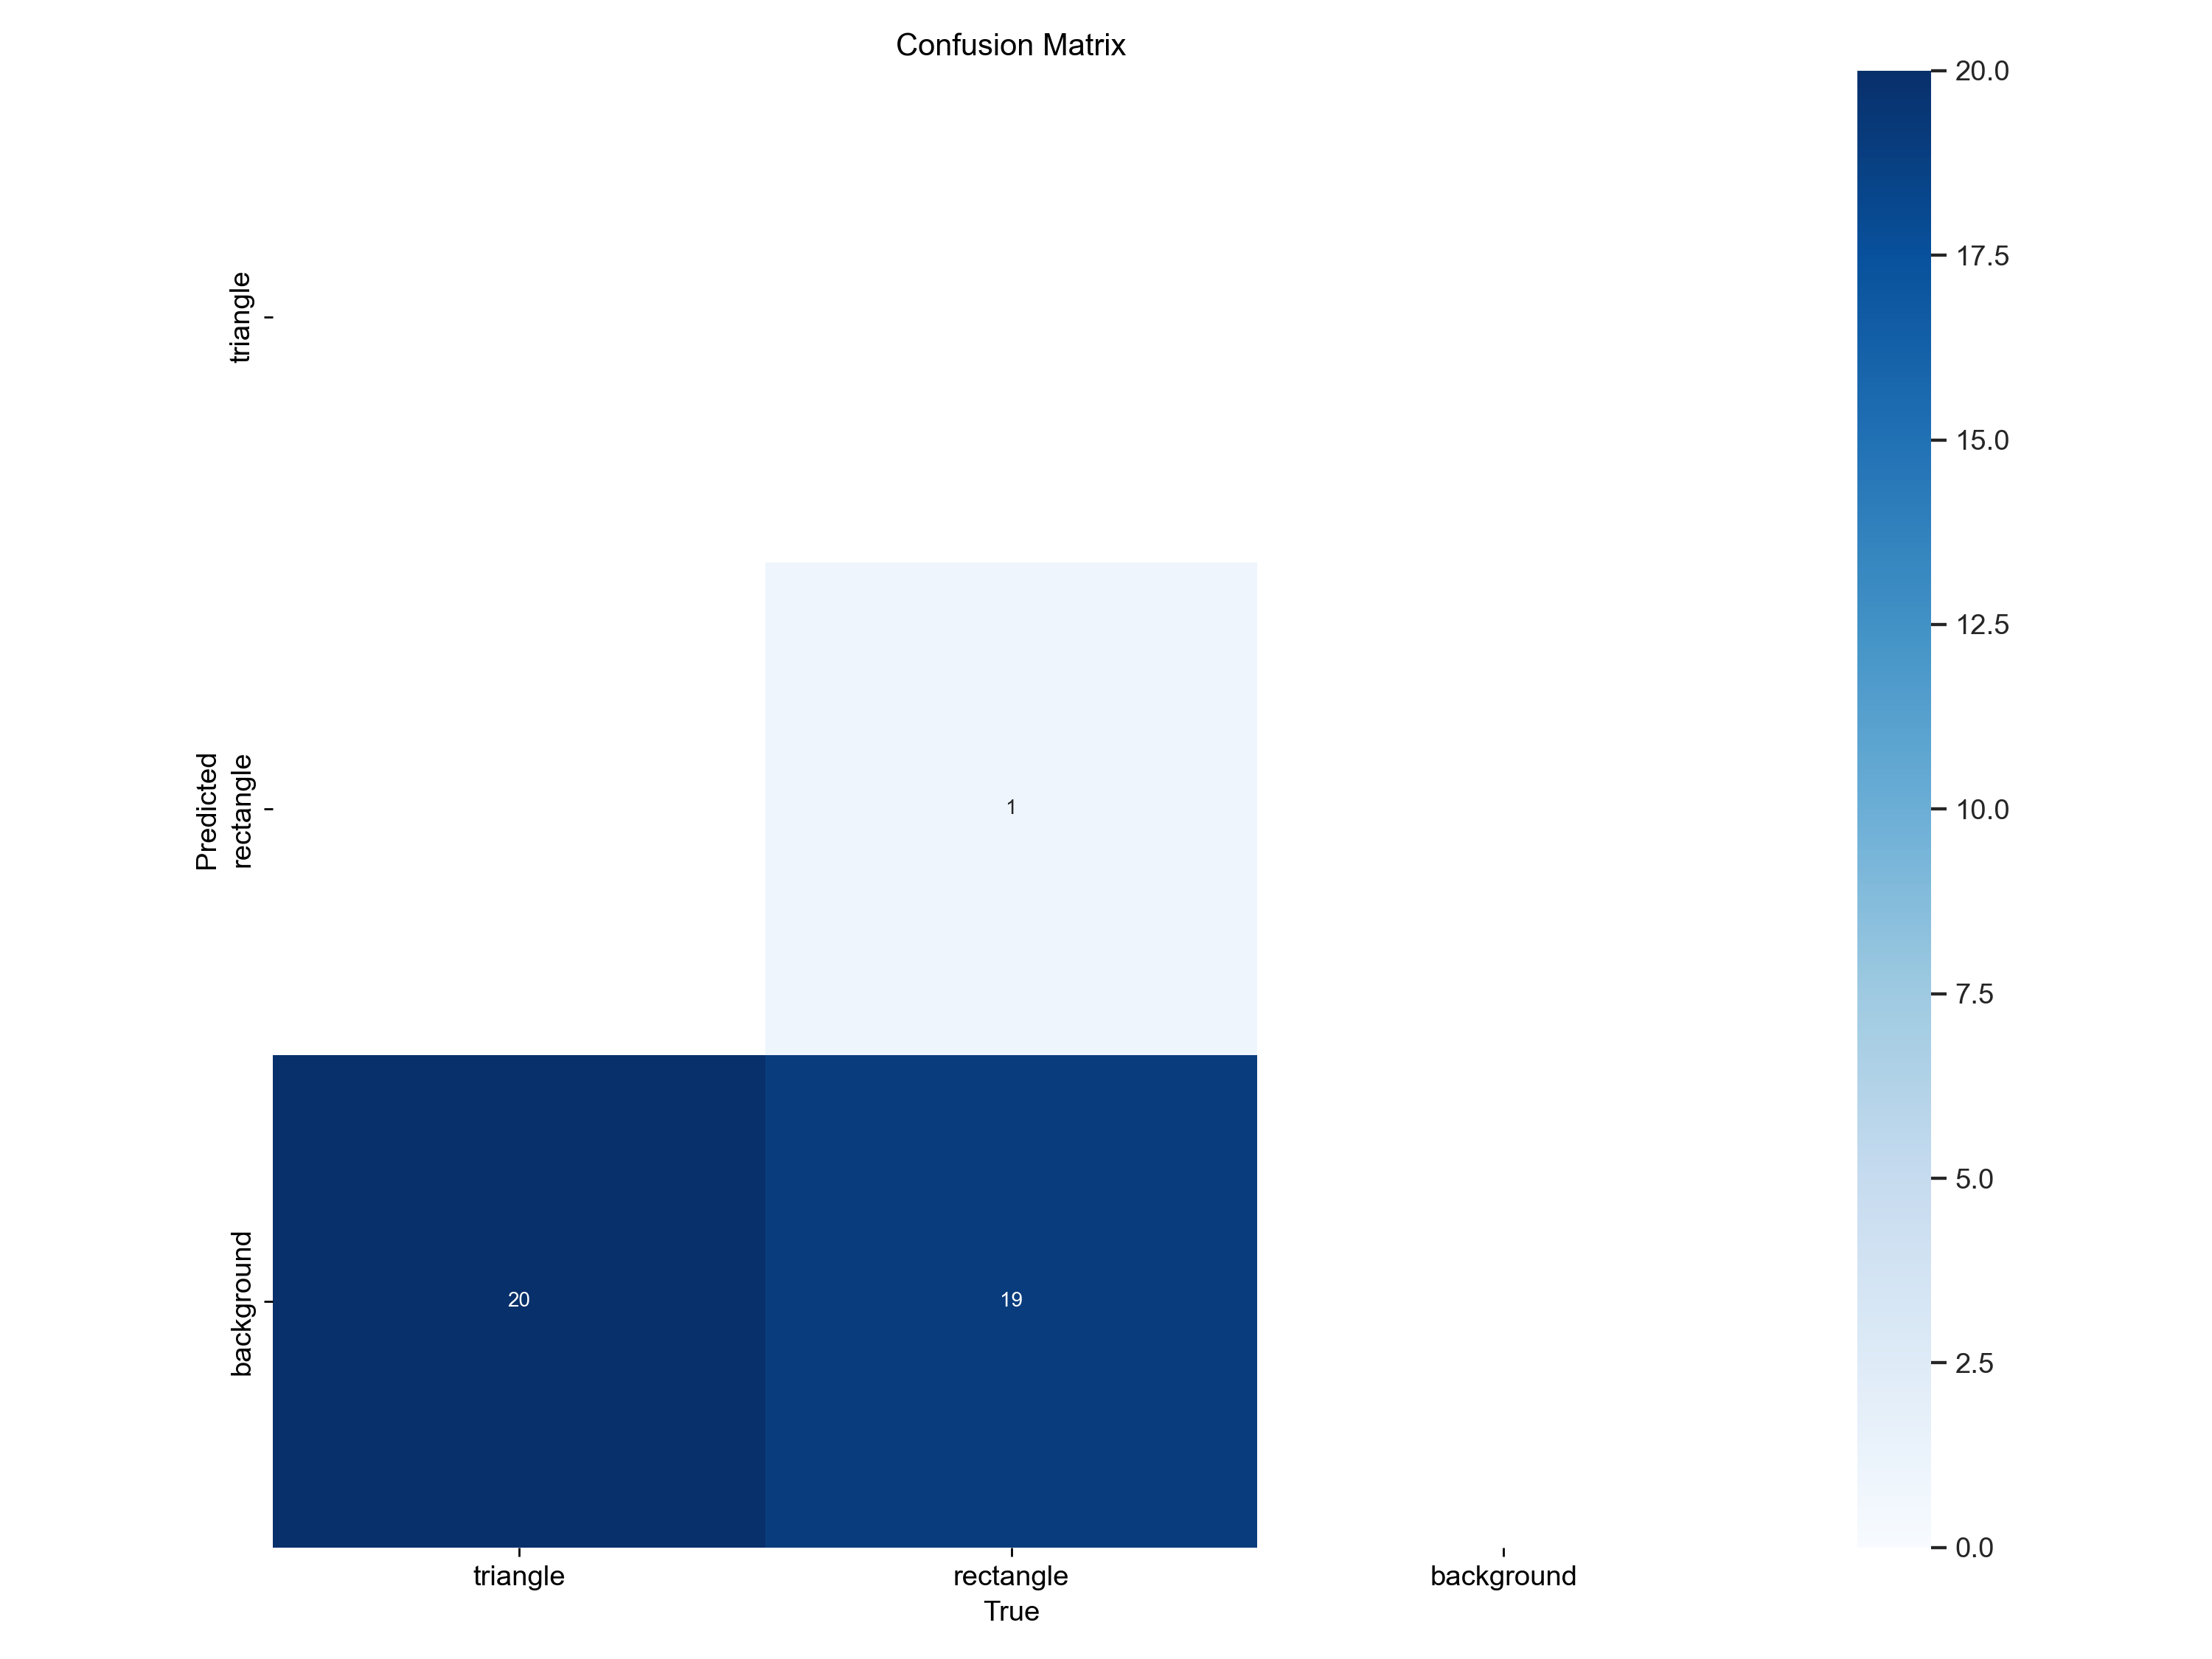 Confusion Matrix
20.0
17.5
15.0
12.5
10.0
7.5
5.0
2.5
0.0
Predicted
triangle
rectangle
background
1
20
19
triangle
rectangle
background
True